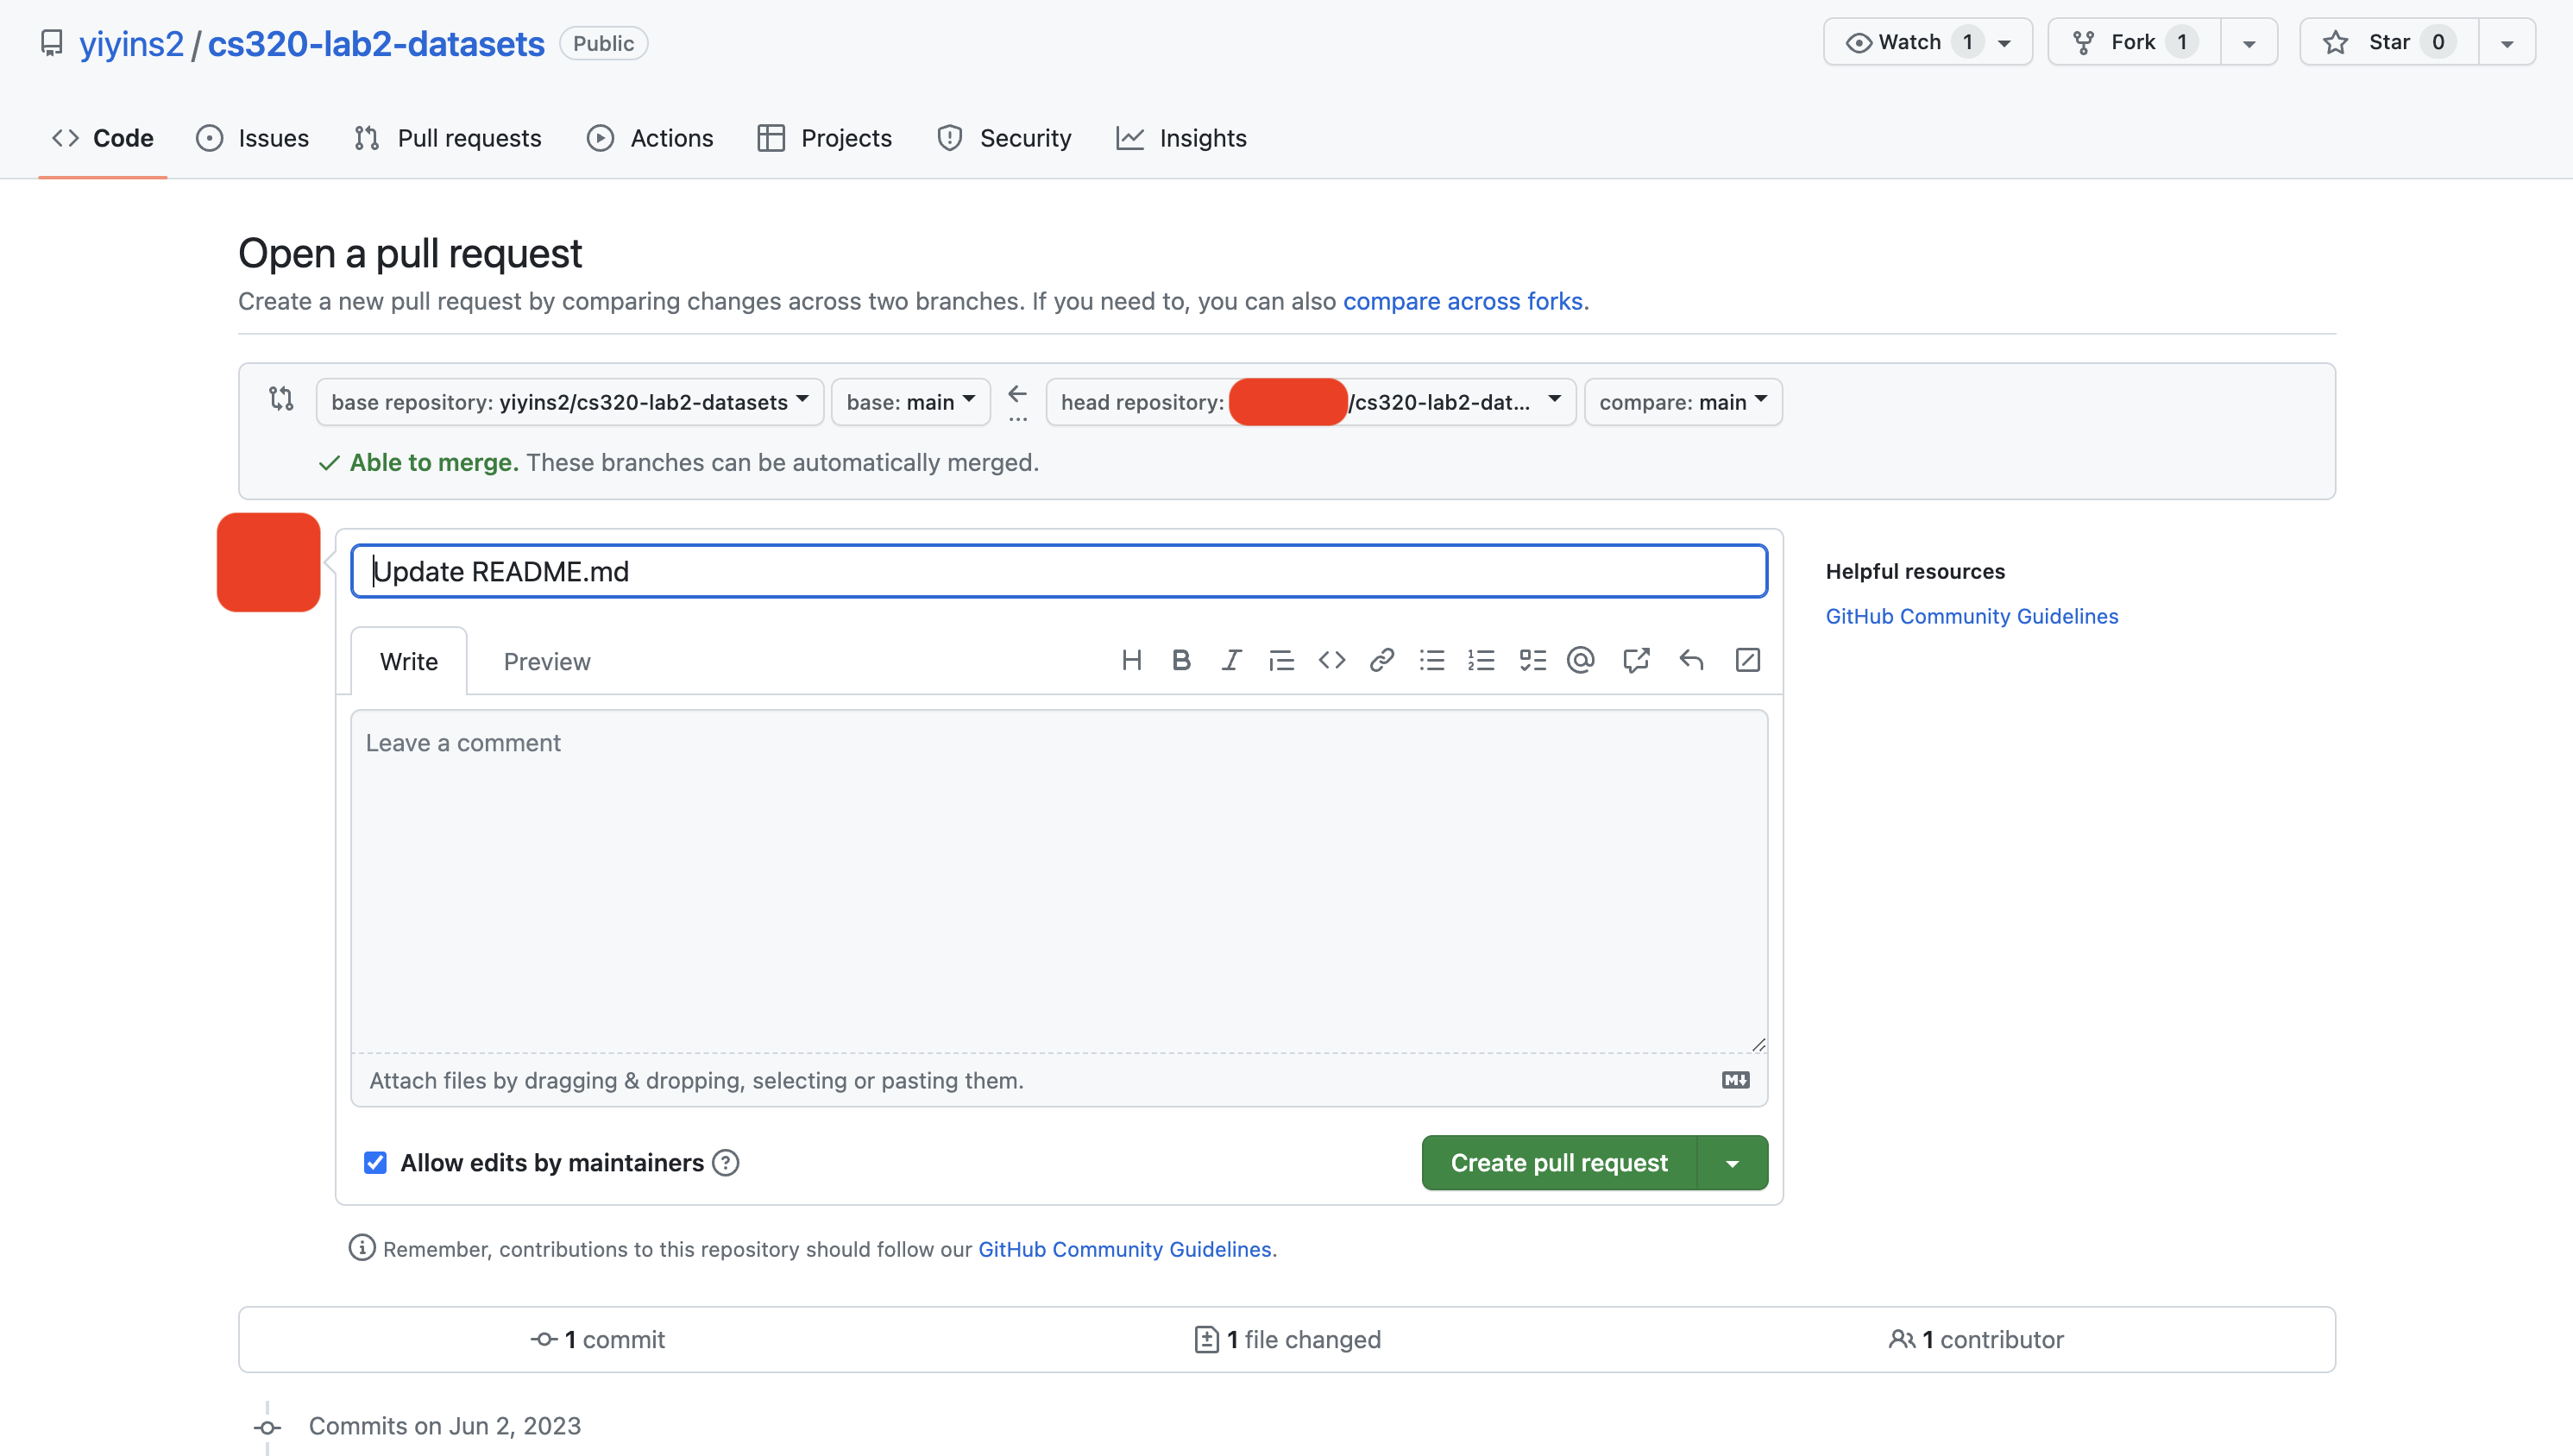 yiyins2 / cs320-lab2-datasets Public Watch 1 Fork 1 Star 0
Code Issues Pull requests Actions Projects Security Insights
Open a pull request
Create a new pull request by comparing changes across two branches. If you need to, you can also compare across forks.
base repository: yiyins2/cs320-lab2-datasets base: main ... head repository: /cs320-lab2-dat... compare: main
Able to merge. These branches can be automatically merged.
Update README.md
Helpful resources
GitHub Community Guidelines
Write Preview
Leave a comment
Attach files by dragging & dropping, selecting or pasting them.
Allow edits by maintainers
Create pull request
Remember, contributions to this repository should follow our GitHub Community Guidelines.
1 commit 1 file changed 1 contributor
Commits on Jun 2, 2023